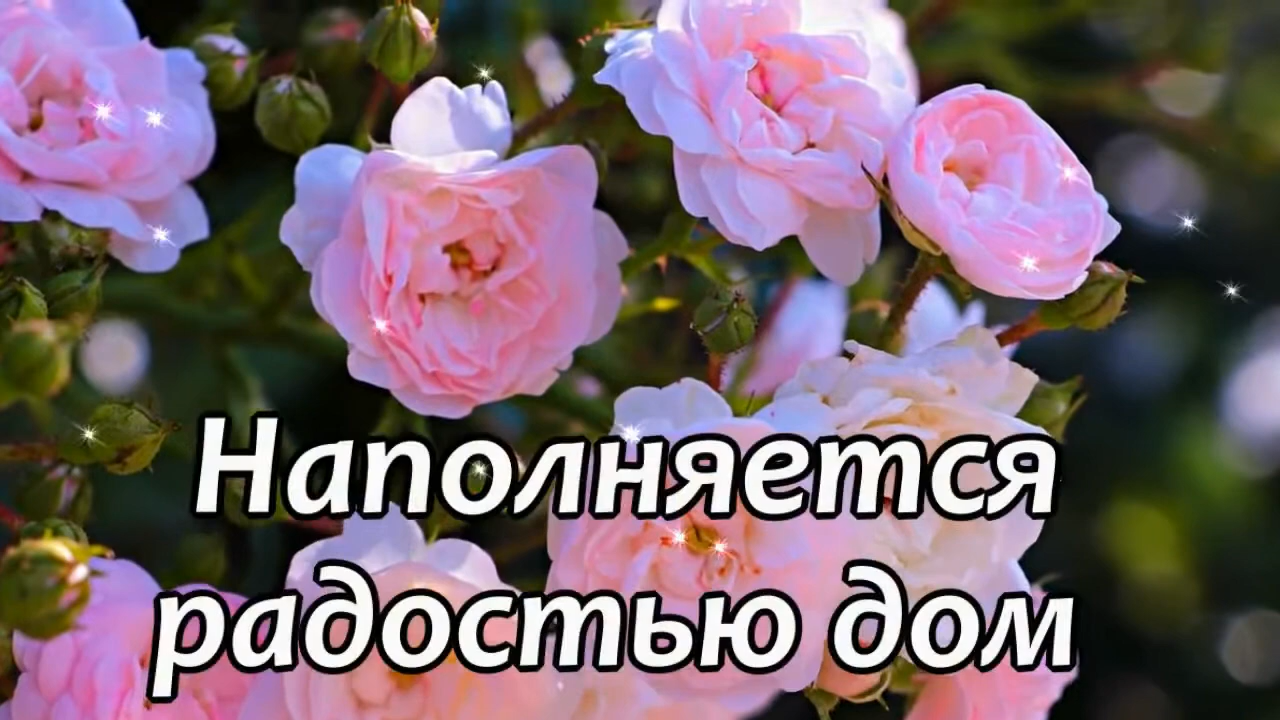 Наполняется
радостью дом